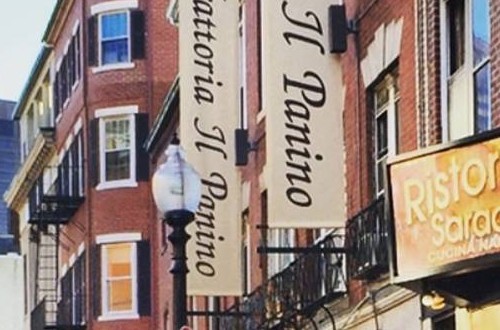 attoria Il Panino
Il Panino
Ristor
Sarac
CUCINA NA